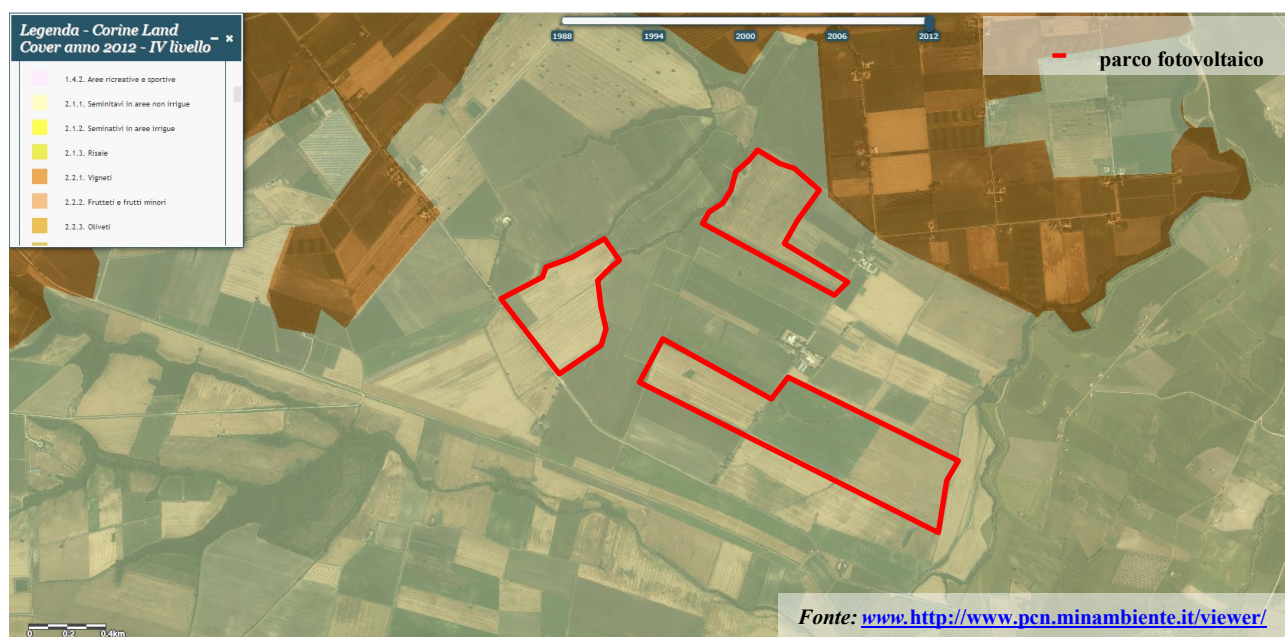 Legenda - Corine Land
Cover anno 2012 - IV livello
1.4.2. Aree ricreative e sportive
2.1.1. Seminitavi in aree non irrigue
2.1.2. Seminativi in aree irrigue
2.1.3. Risaie
2.2.1. Vigneti
2.2.2. Frutteti e frutti minori
2.2.3. Oliveti
1988 1994 2000 2006 2012
parco fotovoltaico
0 0.2 0.4km
Fonte: www.http://www.pcn.minambiente.it/viewer/